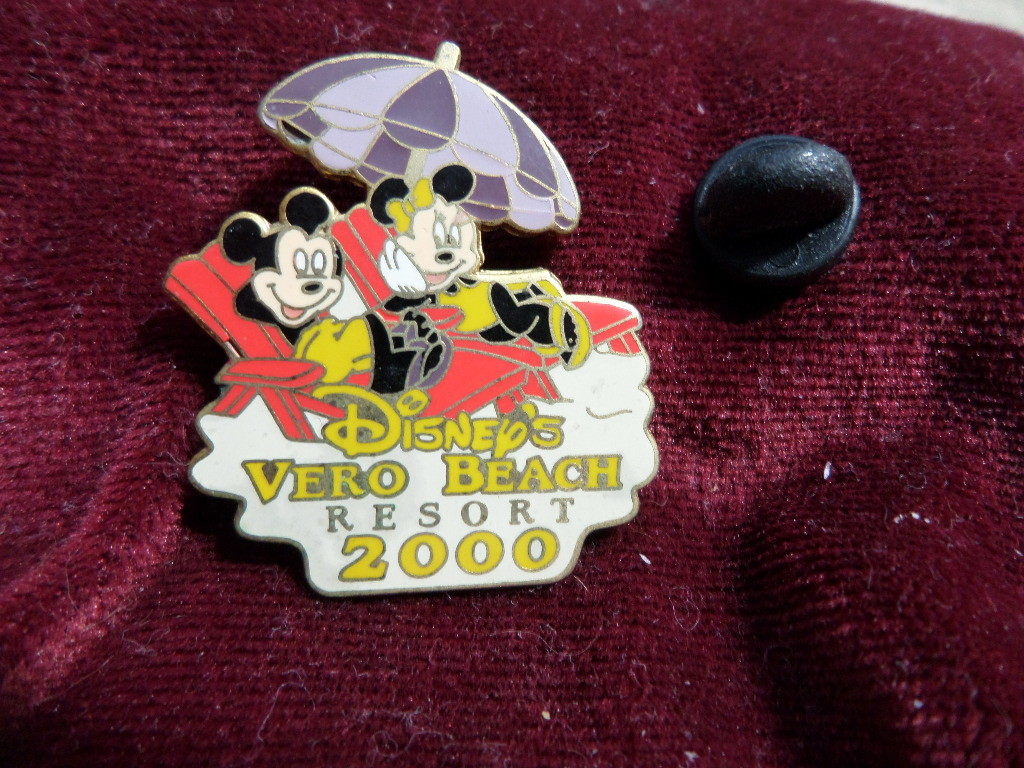 Disney's
VERO BEACH
RESORT
2000